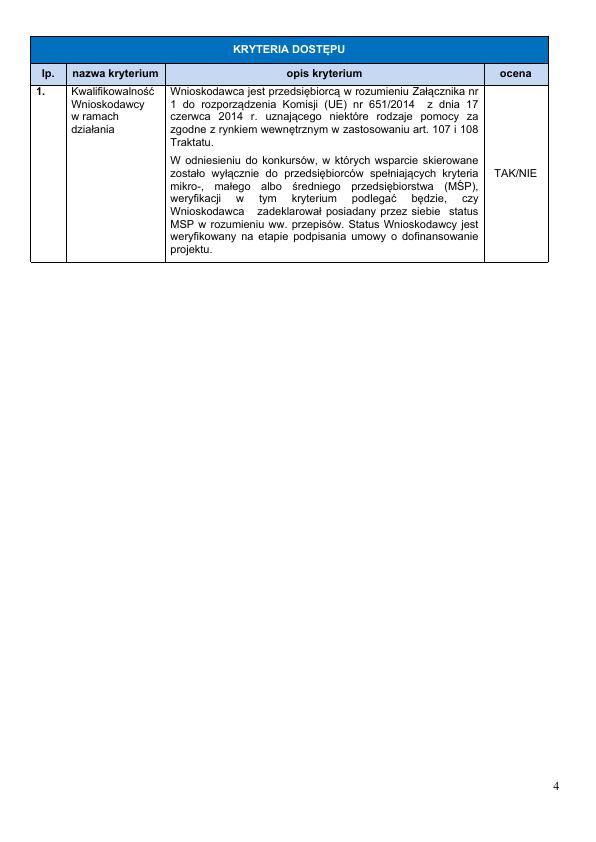 KRYTERIA DOSTĘPU
lp. nazwa kryterium opis kryterium ocena
1.
Kwalifikowalność
Wnioskodawcy
w ramach
działania
Wnioskodawca jest przedsiębiorcą w rozumieniu Załącznika nr
1 do rozporządzenia Komisji (UE) nr 651/2014 z dnia 17
czerwca 2014 r. uznającego niektóre rodzaje pomocy za
zgodne z rynkiem wewnętrznym w zastosowaniu art. 107 i 108
Traktatu.
W odniesieniu do konkursów, w których wsparcie skierowane
zostało wyłącznie do przedsiębiorców spełniających kryteria
mikro-, małego albo średniego przedsiębiorstwa (MŚP),
weryfikacji w tym kryterium podlegać będzie, czy
Wnioskodawca zadeklarował posiadany przez siebie status
MSP w rozumieniu ww. przepisów. Status Wnioskodawcy jest
weryfikowany na etapie podpisania umowy o dofinansowanie
projektu.
TAK/NIE
4